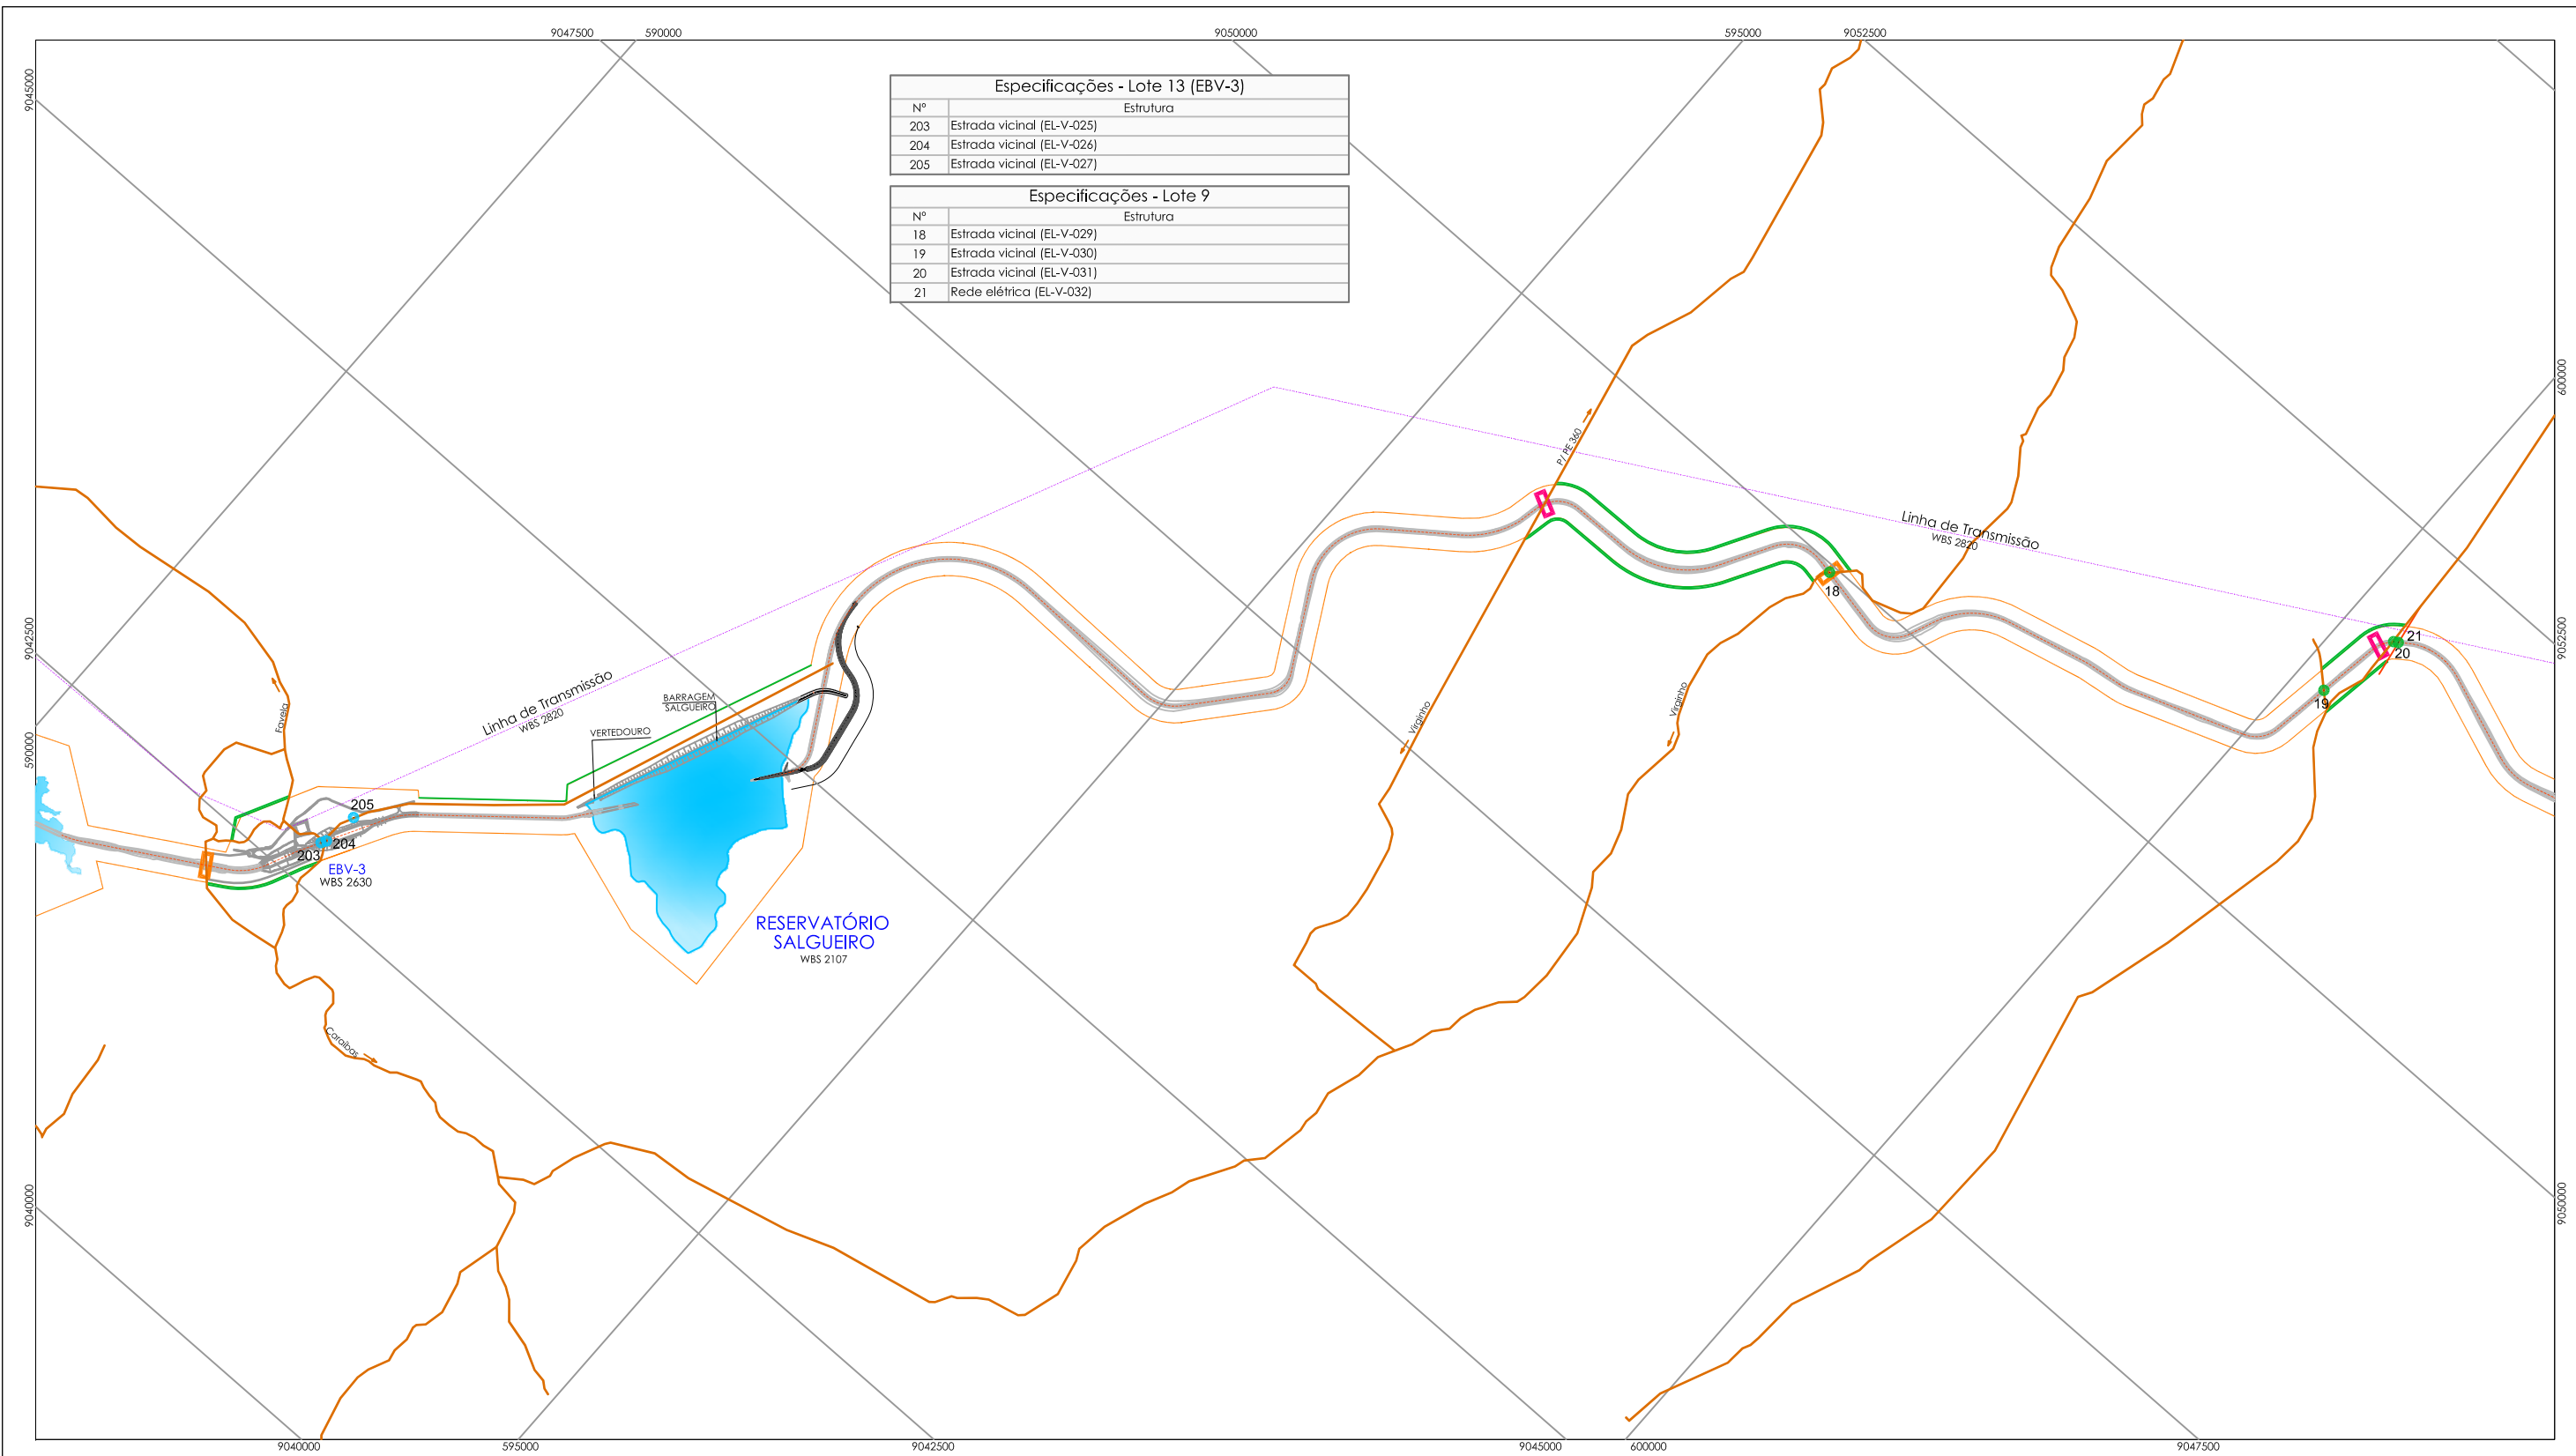 9047500
590000
9050000
595000
9052500
9045000
Especificações - Lote 13 (EBV-3)
Nº Estrutura
203 Estrada vicinal (EL-V-025)
204 Estrada vicinal (EL-V-026)
205 Estrada vicinal (EL-V-027)
Especificações - Lote 9
Nº Estrutura
18 Estrada vicinal (EL-V-029)
19 Estrada vicinal (EL-V-030)
20 Estrada vicinal (EL-V-031)
21 Rede elétrica (EL-V-032)
600000
P/ PE 360
Linha de Transmissão
WBS 2820
18
21
20
19
9052500
9042500
590000
Favela
Linha de Transmissão
WBS 2820
BARRAGEM
SALGUEIRO
VERTEDOURO
Virginho
Virginho
205
204
203
EBV-3
WBS 2630
RESERVATÓRIO
SALGUEIRO
WBS 2107
Caraíbas
9040000
9050000
9040000
595000
9042500
9045000
600000
9047500